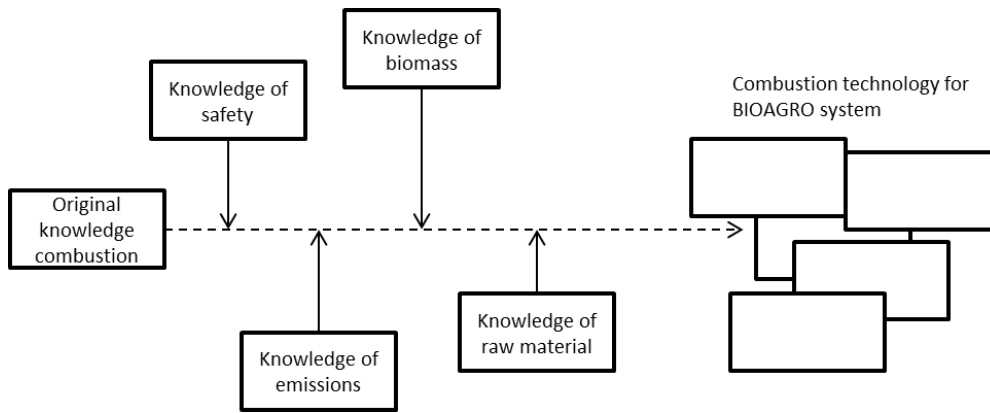 Knowledge of
biomass
Knowledge of
safety
Combustion technology for
BIOAGRO system
Original
knowledge
combustion
Knowledge of
emissions
Knowledge of
raw material